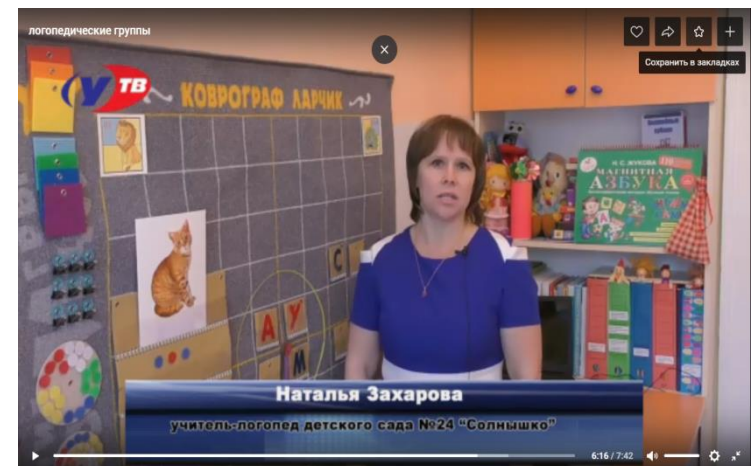 логопедические группы
Сохранить в закладках
У ТВ
КОВРОГРАФ ЛАРЧИК
Н. С. ЖУКОВА
МАГНИТНАЯ
АЗБУКА
С
А У
М
Наталья Захарова
учитель-логопед детского сада №24 "Солнышко"
6:16 / 7:42